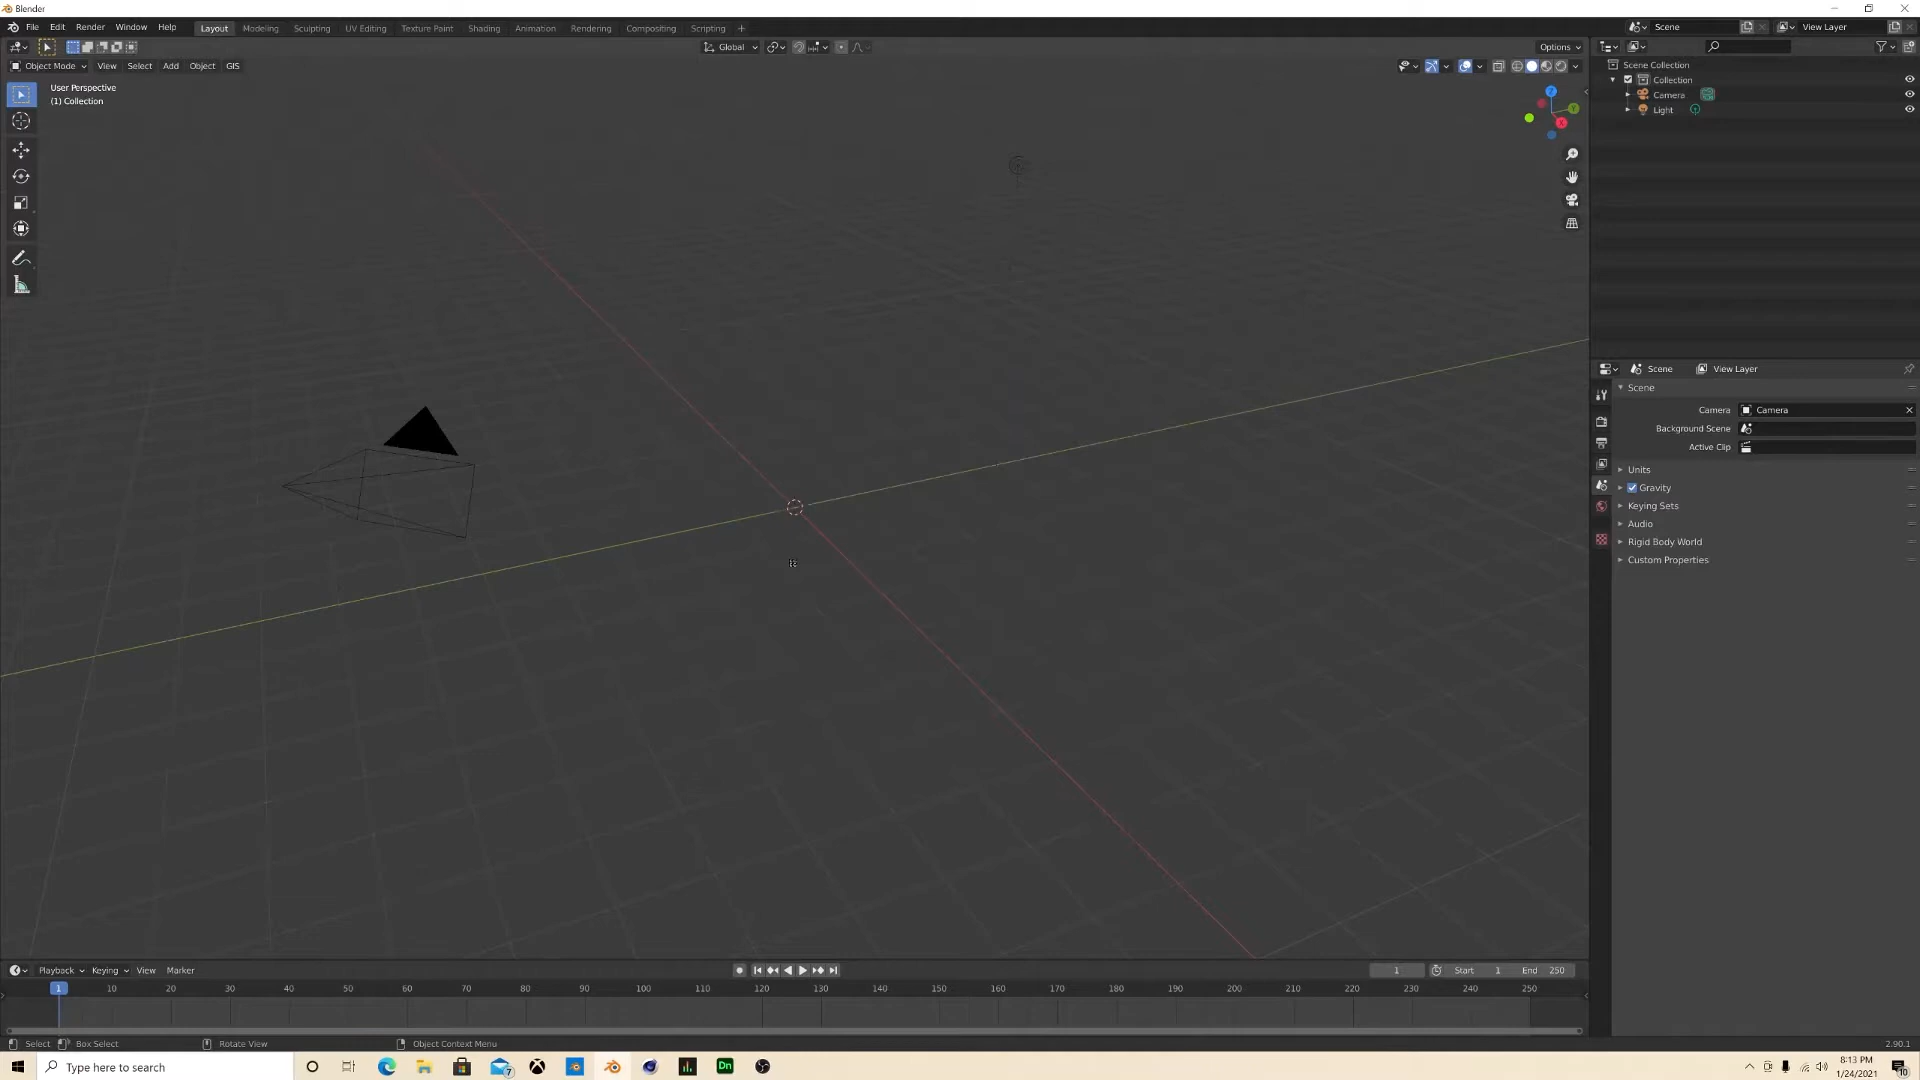 Blender
File Edit Render Window Help Layout Modeling Sculpting UV Editing Texture Paint Shading Animation Rendering Compositing Scripting + Scene View Layer
Global Options
Object Mode View Select Add Object GIS
User Perspective
(1) Collection
Z
Y
X
Scene Collection
Collection
Camera
Light
Scene View Layer
Scene
Camera Camera
Background Scene
Active Clip
Units
Gravity
Keying Sets
Audio
Rigid Body World
Custom Properties
Playback Keying View Marker 1 Start 1 End 250
1 10 20 30 40 50 60 70 80 90 100 110 120 130 140 150 160 170 180 190 200 210 220 230 240 250
Select Box Select Rotate View Object Context Menu 2.90.1
Type here to search 7 Dn 8:13 PM
1/24/2021 10